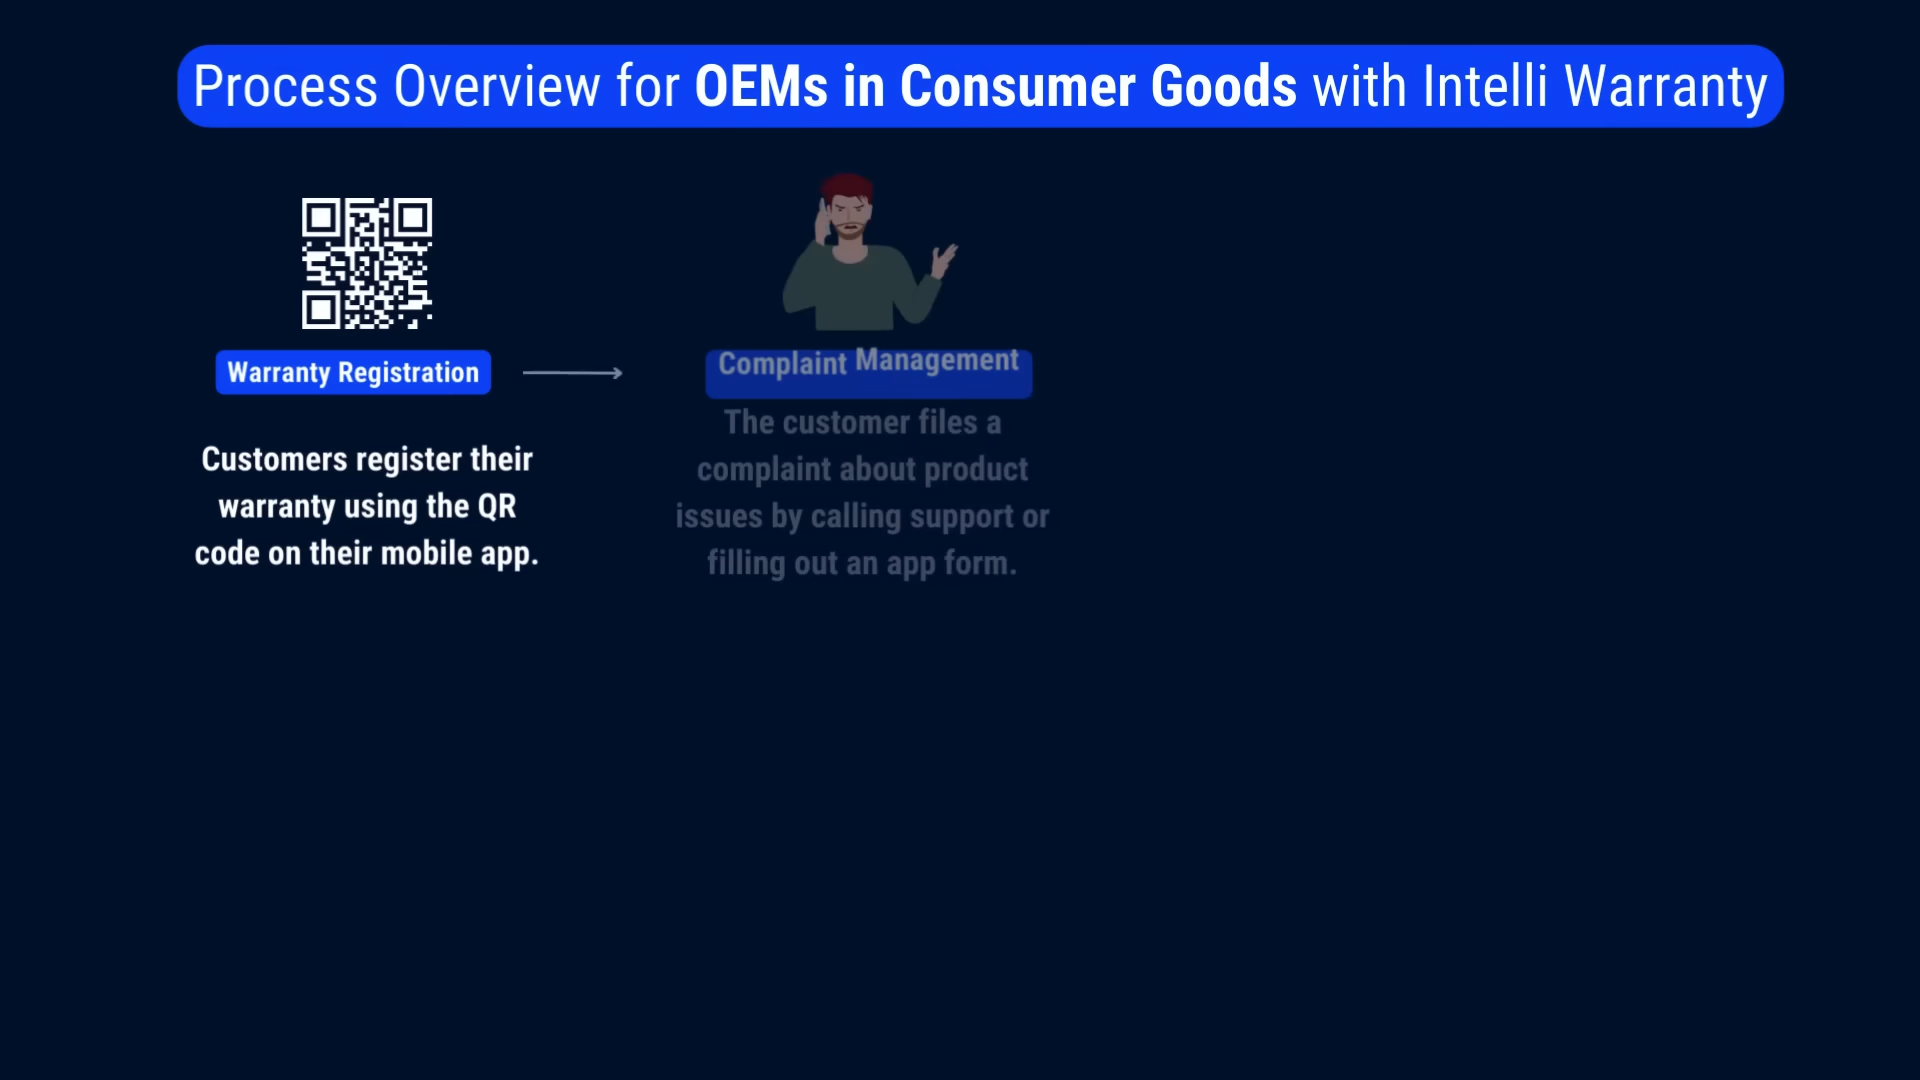 Process Overview for OEMs in Consumer Goods with Intelli Warranty
Warranty Registration
Customers register their
warranty using the QR
code on their mobile app.
Complaint Management
The customer files a
complaint about product
issues by calling support or
filling out an app form.